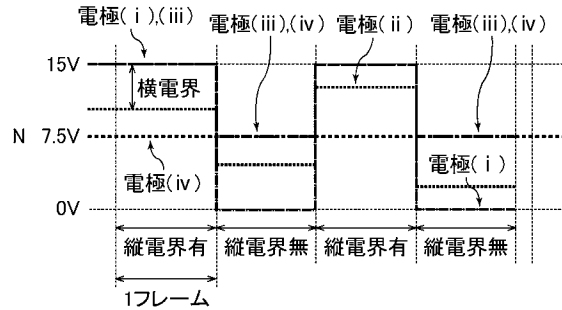 電極(ⅰ),(ⅲ)
電極(ⅲ),(ⅳ)
電極(ⅱ)
電極(ⅲ),(ⅳ)
15V
横電界
N 7.5V
電極(ⅳ)
電極(ⅰ)
0V
縦電界有
縦電界無
縦電界有
縦電界無
1フレーム